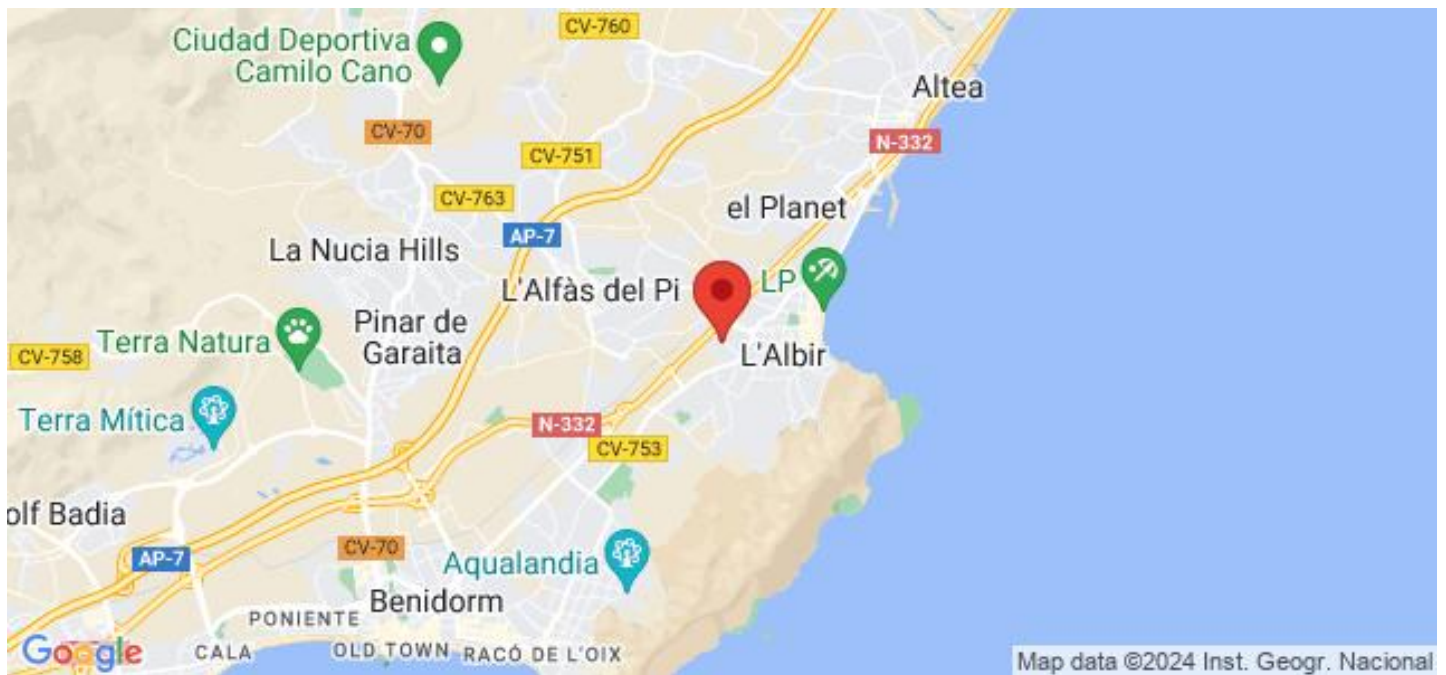 CV-760
Ciudad Deportiva
Camilo Cano
Altea
CV-70
N-332
CV-751
CV-763
el Planet
AP-7
La Nucia Hills
LP
L'Alfàs del Pi
Pinar de
Garaita
Terra Natura
CV-758
L'Albir
Terra Mítica
N-332
CV-753
olf Badia
CV-70
AP-7
Aqualandia
Benidorm
PONIENTE
Google
CALA
OLD TOWN
RACÓ DE L'OIX
Map data ©2024 Inst. Geogr. Nacional